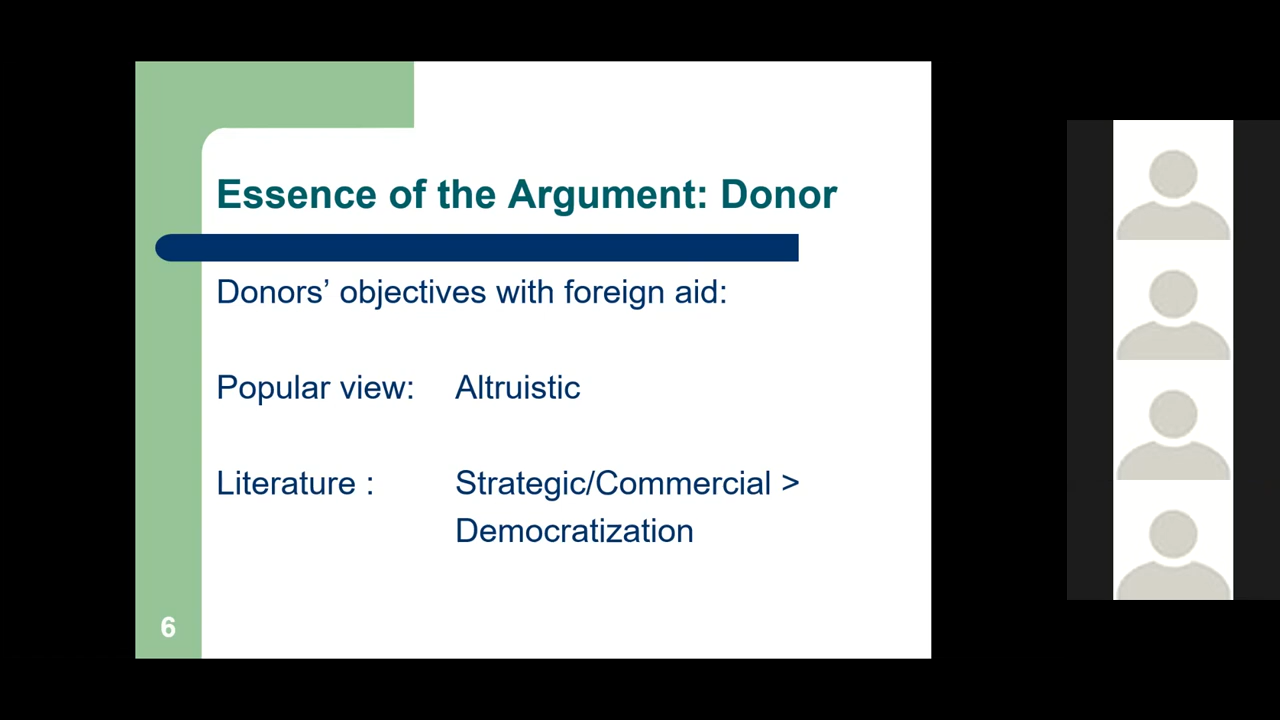 Essence of the Argument: Donor
Donors’ objectives with foreign aid:
Popular view: Altruistic
Literature : Strategic/Commercial >
Democratization
6